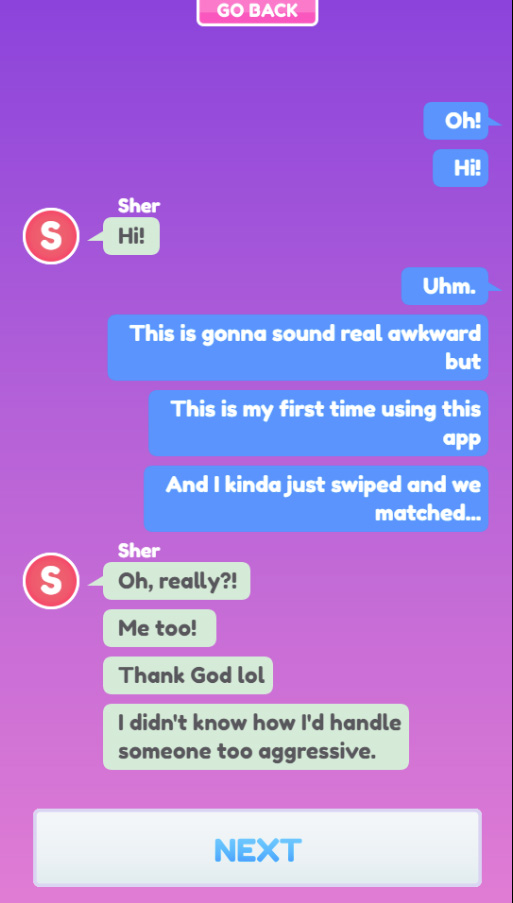 GO BACK
Oh!
Hi!
Sher
S
Hi!
Uhm.
This is gonna sound real awkward
but
This is my first time using this
app
And I kinda just swiped and we
matched...
Sher
S
Oh, really?!
Me too!
Thank God lol
I didn't know how I'd handle
someone too aggressive.
NEXT